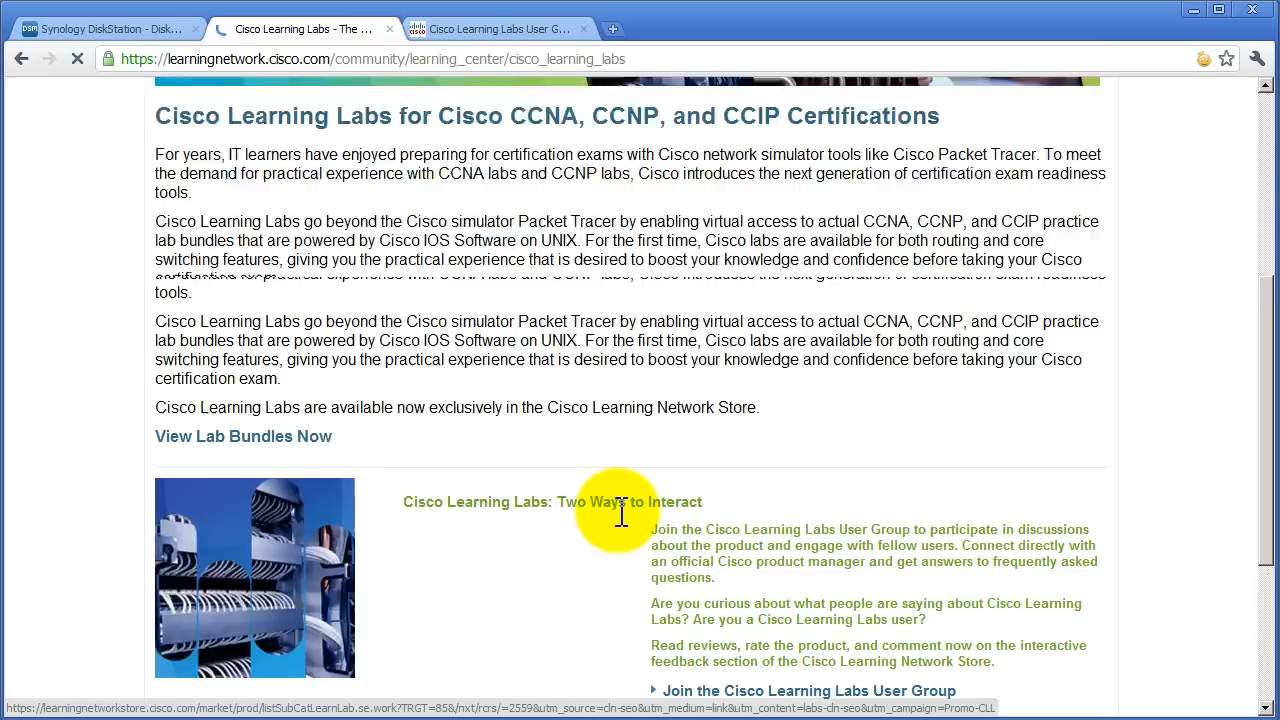 Synology DiskStation - Disk...
Cisco Learning Labs - The ...
Cisco Learning Labs User G...
https://learningnetwork.cisco.com/community/learning_center/cisco_learning_labs
Cisco Learning Labs for Cisco CCNA, CCNP, and CCIP Certifications
For years, IT learners have enjoyed preparing for certification exams with Cisco network simulator tools like Cisco Packet Tracer. To meet
the demand for practical experience with CCNA labs and CCNP labs, Cisco introduces the next generation of certification exam readiness
tools.
Cisco Learning Labs go beyond the Cisco simulator Packet Tracer by enabling virtual access to actual CCNA, CCNP, and CCIP practice
lab bundles that are powered by Cisco IOS Software on UNIX. For the first time, Cisco labs are available for both routing and core
switching features, giving you the practical experience that is desired to boost your knowledge and confidence before taking your Cisco
tools.
Cisco Learning Labs go beyond the Cisco simulator Packet Tracer by enabling virtual access to actual CCNA, CCNP, and CCIP practice
lab bundles that are powered by Cisco IOS Software on UNIX. For the first time, Cisco labs are available for both routing and core
switching features, giving you the practical experience that is desired to boost your knowledge and confidence before taking your Cisco
certification exam.
Cisco Learning Labs are available now exclusively in the Cisco Learning Network Store.
View Lab Bundles Now
Cisco Learning Labs: Two Ways to Interact
Join the Cisco Learning Labs User Group to participate in discussions
about the product and engage with fellow users. Connect directly with
an official Cisco product manager and get answers to frequently asked
questions.
Are you curious about what people are saying about Cisco Learning
Labs? Are you a Cisco Learning Labs user?
Read reviews, rate the product, and comment now on the interactive
feedback section of the Cisco Learning Network Store.
Join the Cisco Learning Labs User Group
https://learningnetworkstore.cisco.com/market/prod/listSubCatLearnLab.se.work?TRGT=85&/nxt/rcrs/=2559&utm_source=cln-seo&utm_medium=link&utm_content=labs-cln-seo&utm_campaign=Promo-CLL